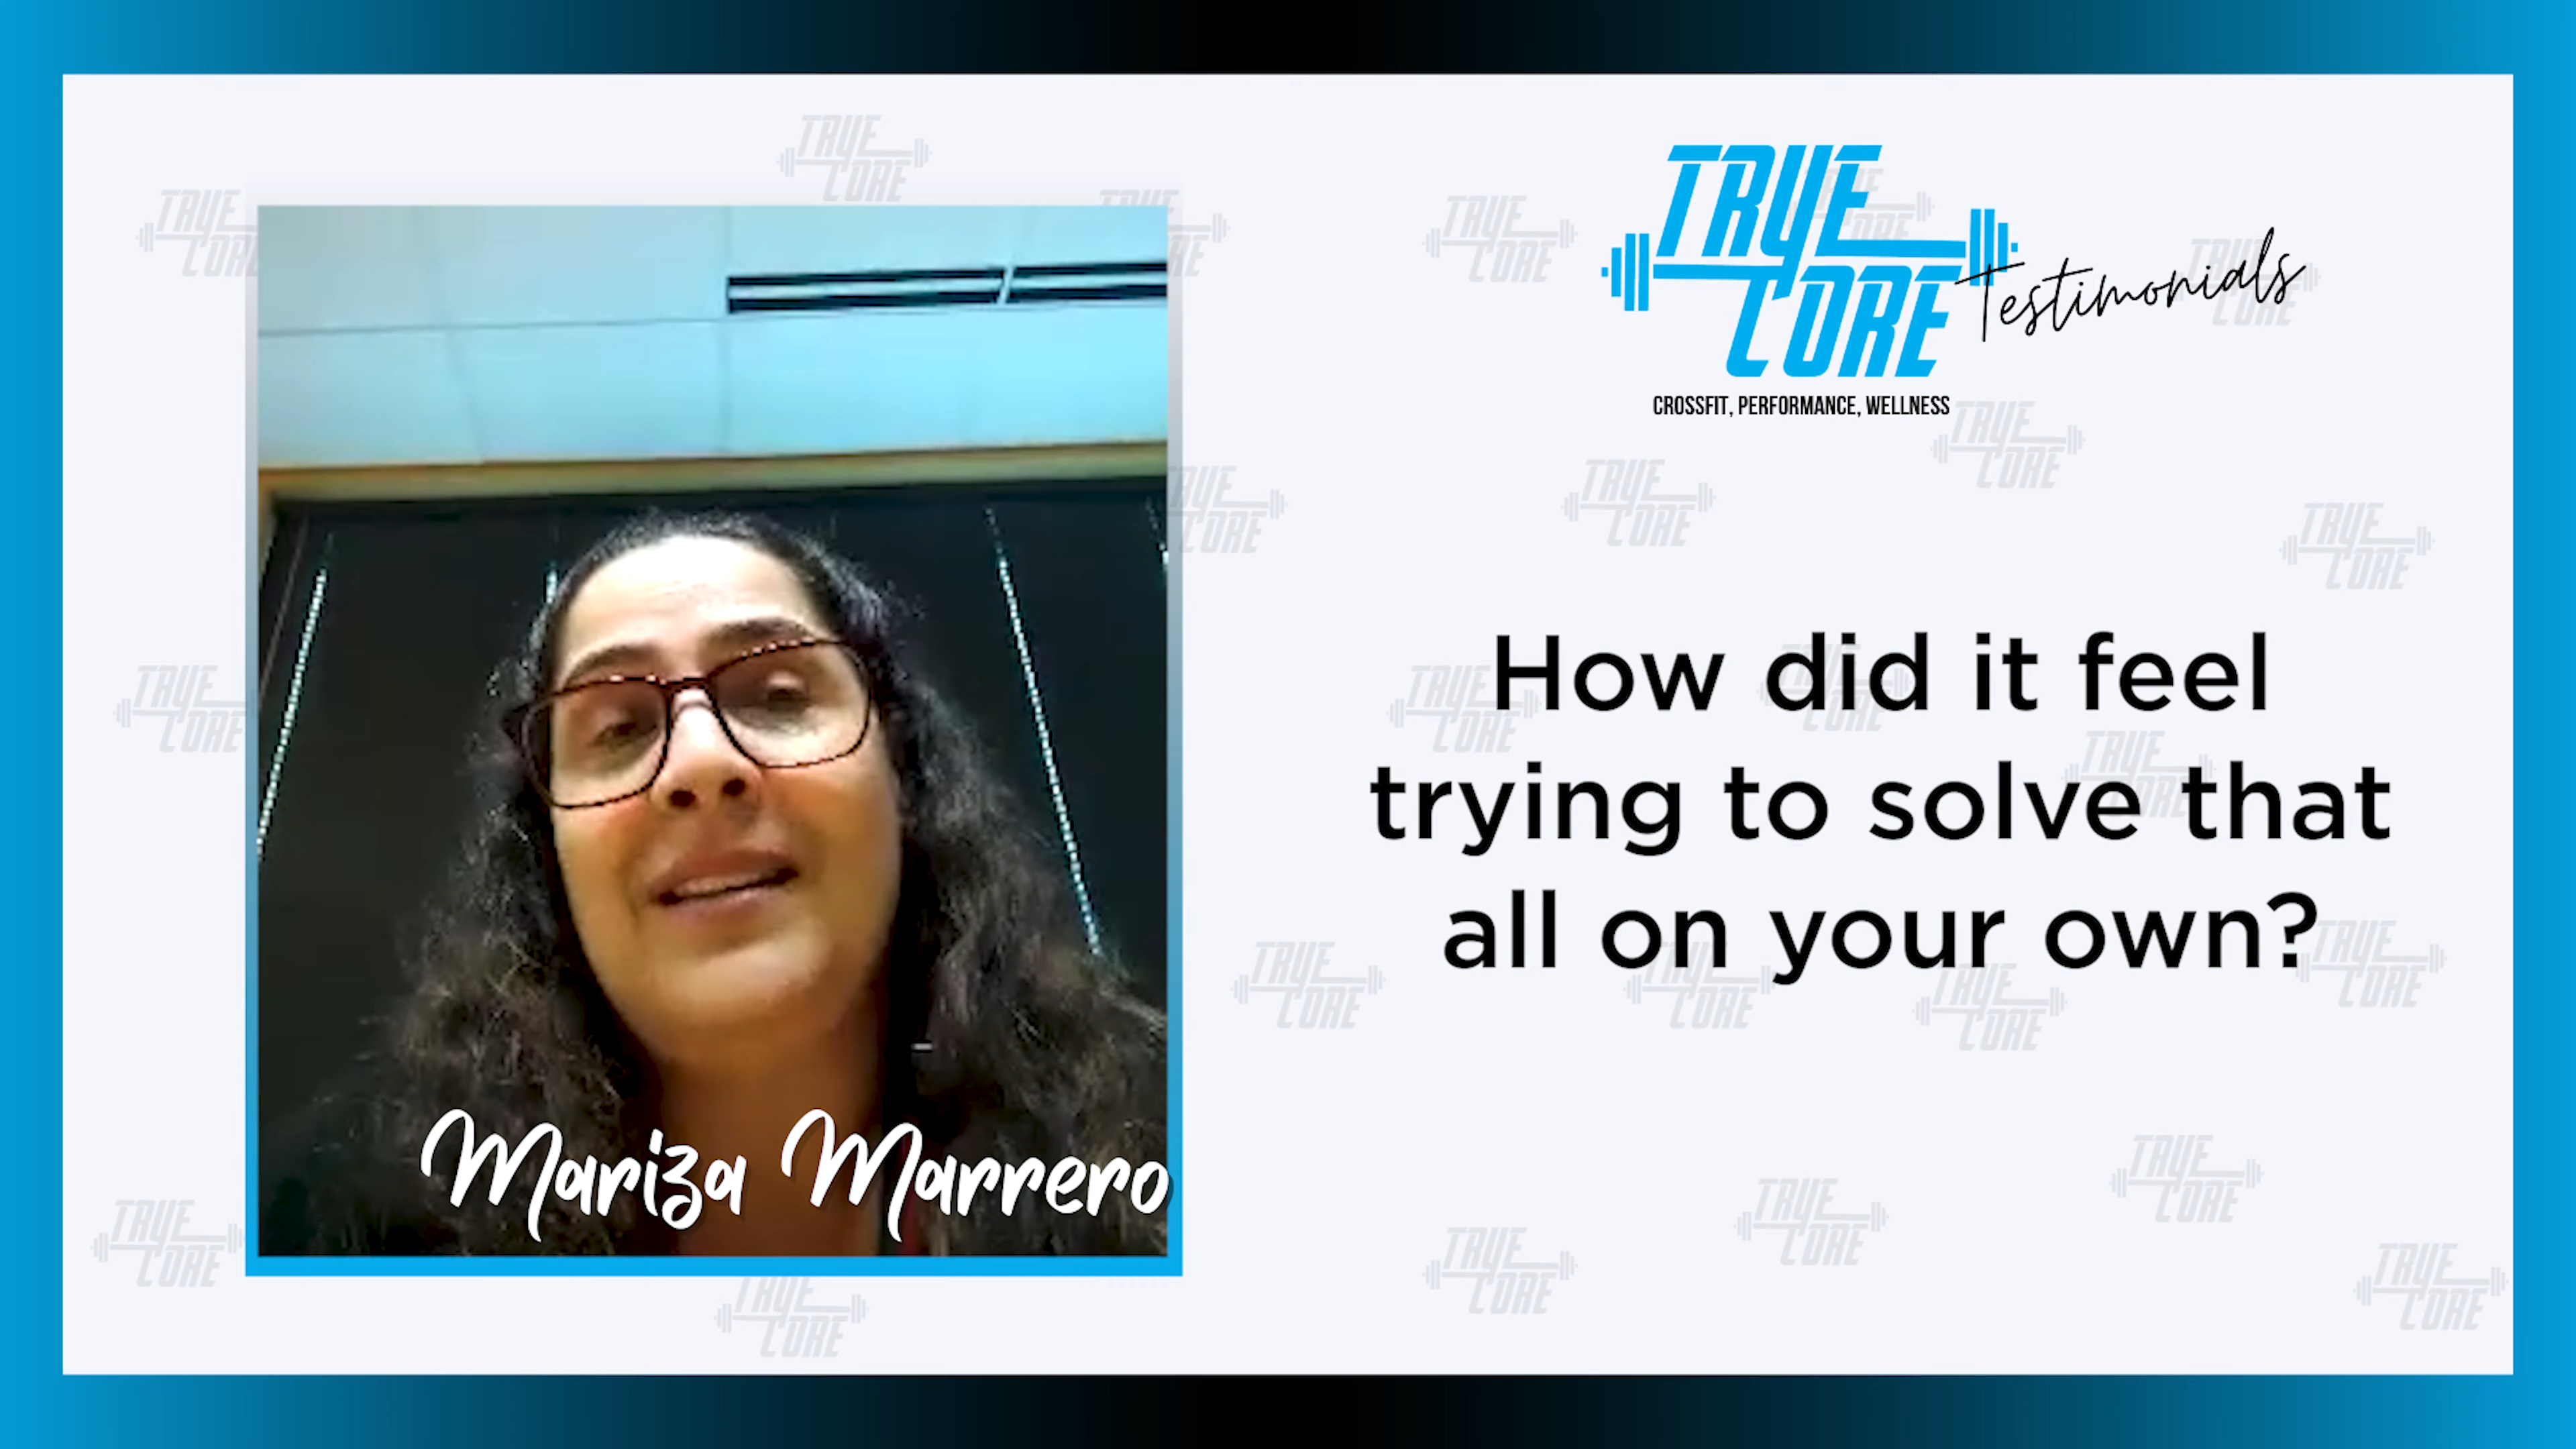 TRUE
CORE
Testimonials
CROSSFIT, PERFORMANCE, WELLNESS
How did it feel
trying to solve that
all on your own?
Mariza Marrero